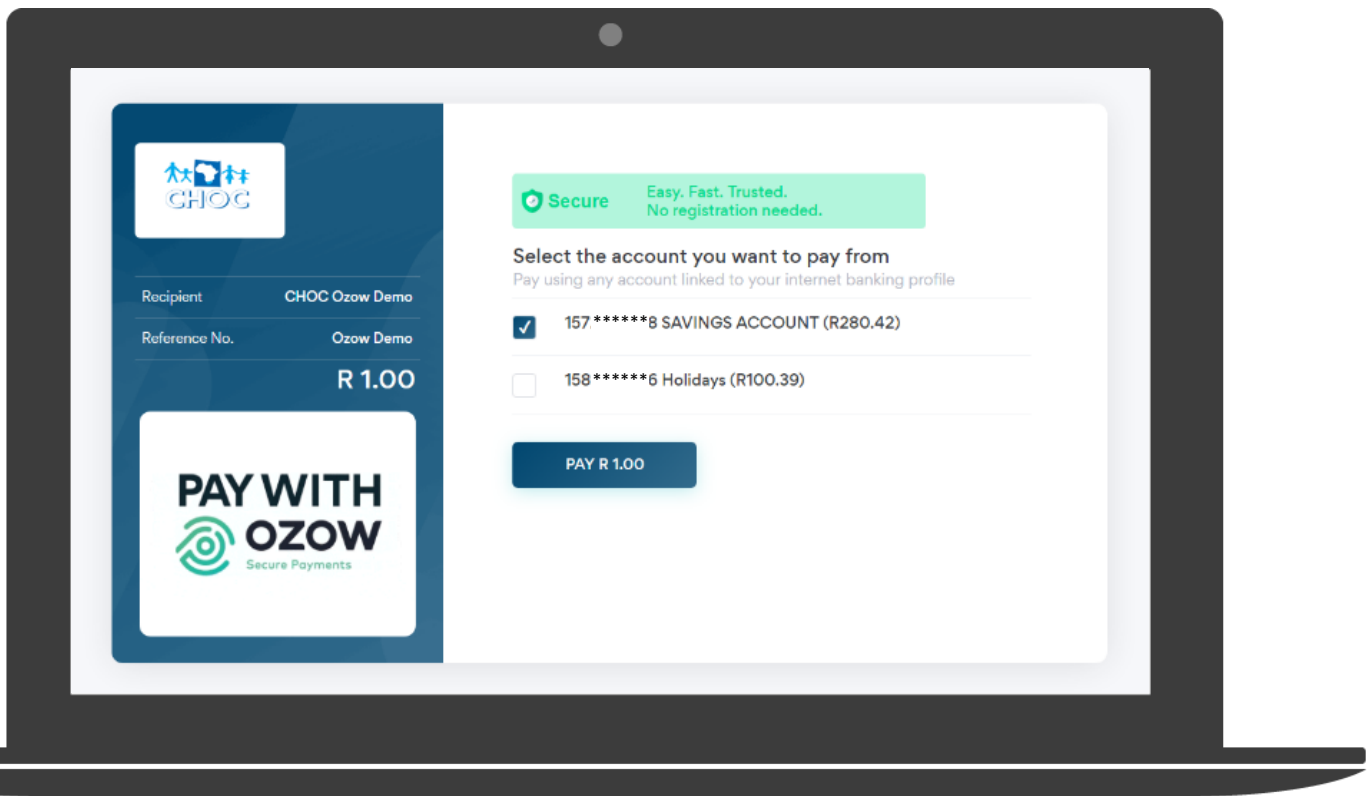 CHOC
Recipient CHOC Ozow Demo
Reference No. Ozow Demo
R 1.00
PAY WITH
OZOW
Secure Payments
Secure
Easy. Fast. Trusted.
No registration needed.
Select the account you want to pay from
Pay using any account linked to your internet banking profile
157******8 SAVINGS ACCOUNT (R280.42)
158******6 Holidays (R100.39)
PAY R 1.00